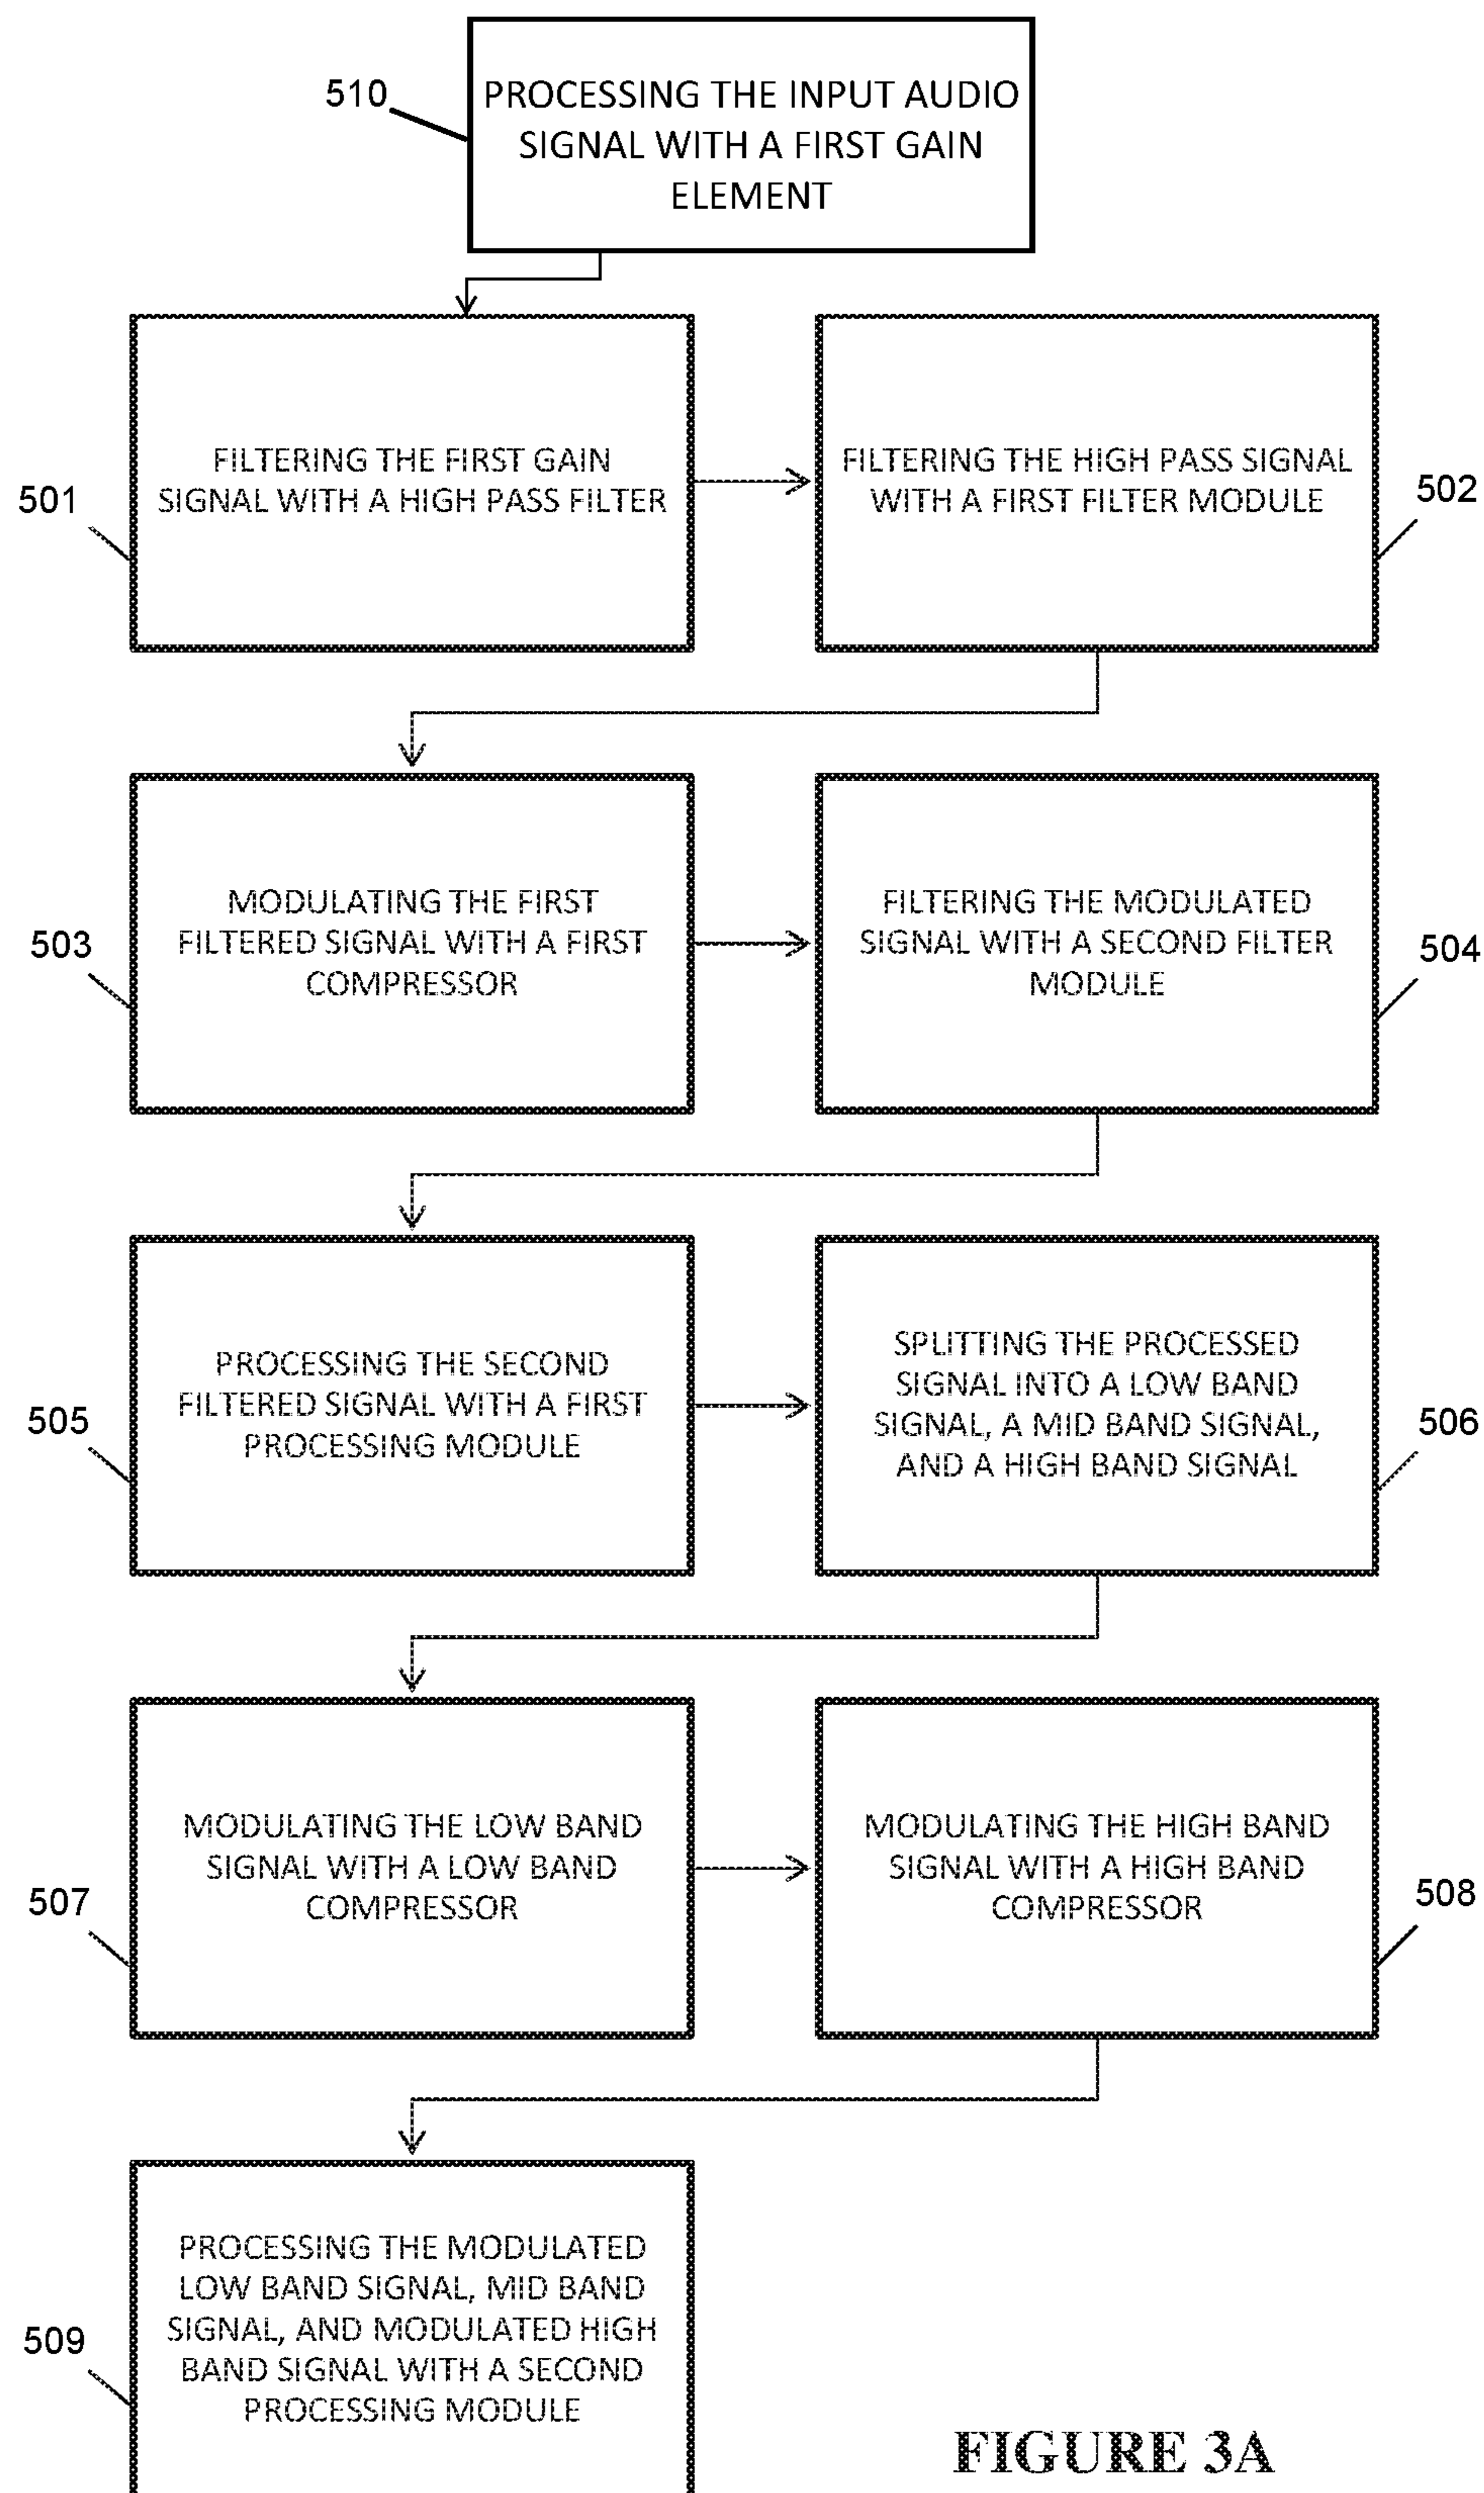 510
PROCESSING THE INPUT AUDIO
SIGNAL WITH A FIRST GAIN
ELEMENT
501
FILTERING THE FIRST GAIN
SIGNAL WITH A HIGH PASS FILTER
FILTERING THE HIGH PASS SIGNAL
WITH A FIRST FILTER MODULE
502
503
MODULATING THE FIRST
FILTERED SIGNAL WITH A FIRST
COMPRESSOR
FILTERING THE MODULATED
SIGNAL WITH A SECOND FILTER
MODULE
504
505
PROCESSING THE SECOND
FILTERED SIGNAL WITH A FIRST
PROCESSING MODULE
SPLITTING THE PROCESSED
SIGNAL INTO A LOW BAND
SIGNAL, A MID BAND SIGNAL,
AND A HIGH BAND SIGNAL
506
507
MODULATING THE LOW BAND
SIGNAL WITH A LOW BAND
COMPRESSOR
MODULATING THE HIGH BAND
SIGNAL WITH A HIGH BAND
COMPRESSOR
508
509
PROCESSING THE MODULATED
LOW BAND SIGNAL, MID BAND
SIGNAL, AND MODULATED HIGH
BAND SIGNAL WITH A SECOND
PROCESSING MODULE
FIGURE 3A